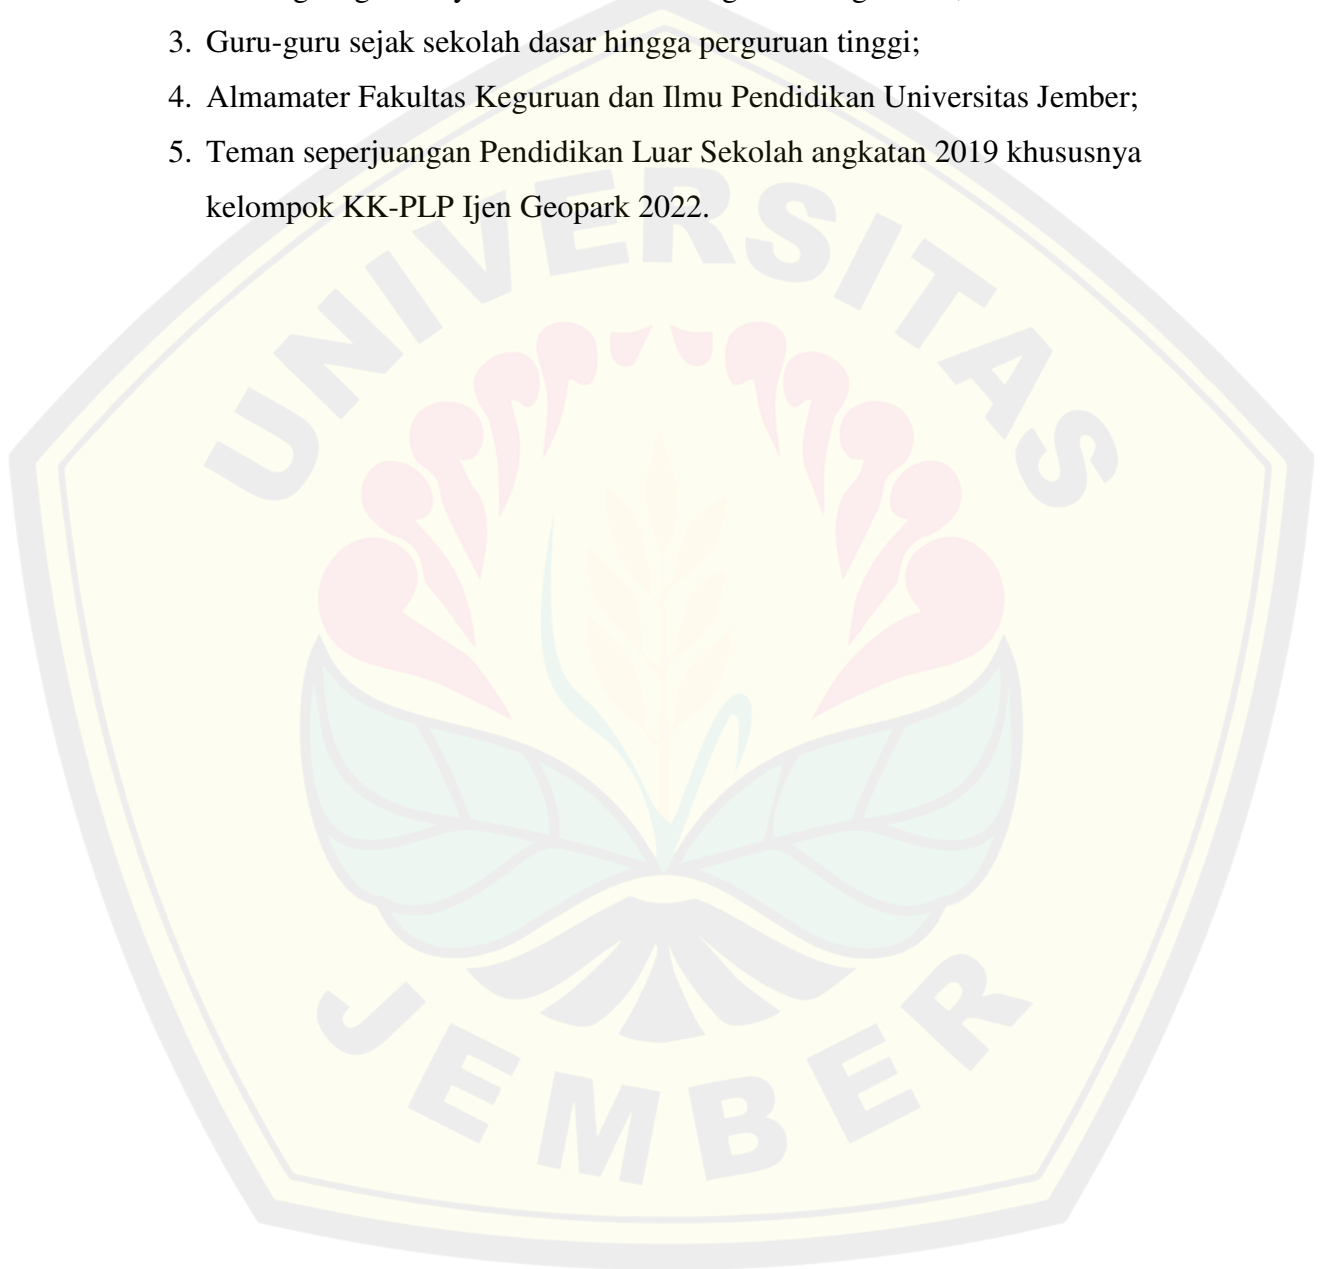 3. Guru-guru sejak sekolah dasar hingga perguruan tinggi;
4. Almamater Fakultas Keguruan dan Ilmu Pendidikan Universitas Jember;
5. Teman seperjuangan Pendidikan Luar Sekolah angkatan 2019 khususnya
kelompok KK-PLP Ijen Geopark 2022.
UNIVERSITAS
JEMBER